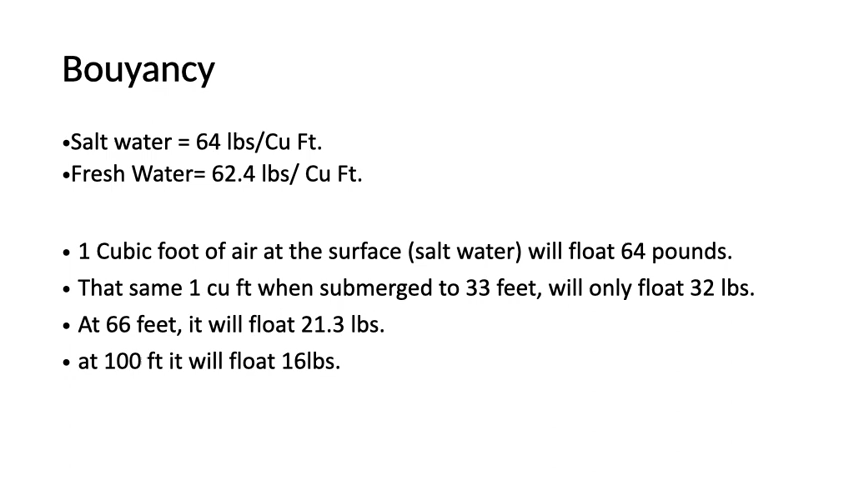 Bouyancy
•Salt water = 64 lbs/Cu Ft.
•Fresh Water= 62.4 lbs/ Cu Ft.
• 1 Cubic foot of air at the surface (salt water) will float 64 pounds.
• That same 1 cu ft when submerged to 33 feet, will only float 32 lbs.
• At 66 feet, it will float 21.3 lbs.
• at 100 ft it will float 16lbs.